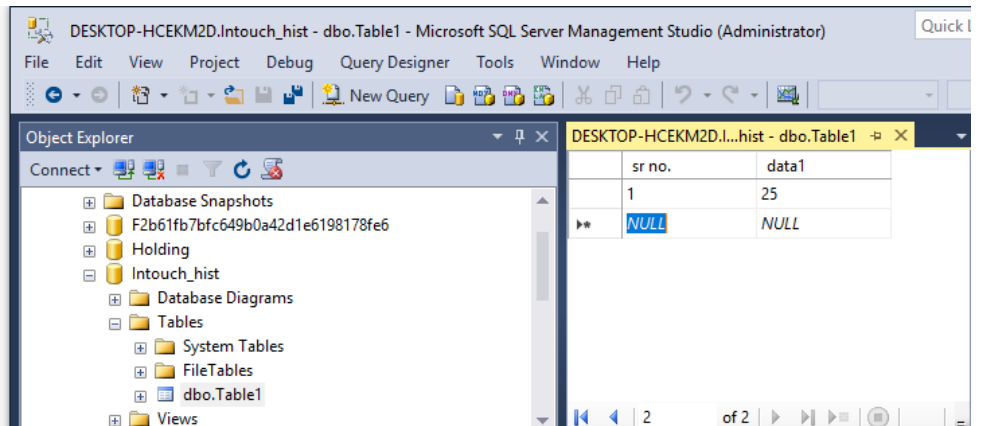 DESKTOP-HCEKM2D.Intouch_hist - dbo.Table1 - Microsoft SQL Server Management Studio (Administrator)
Quick L
File Edit View Project Debug Query Designer Tools Window Help
New Query
Object Explorer
Connect
Database Snapshots
F2b61fb7bfc649b0a42d1e6198178fe6
Holding
Intouch_hist
Database Diagrams
Tables
System Tables
FileTables
dbo.Table1
Views
DESKTOP-HCEKM2D.I...hist - dbo.Table1
sr no. data1
1 25
NULL NULL
2 of 2